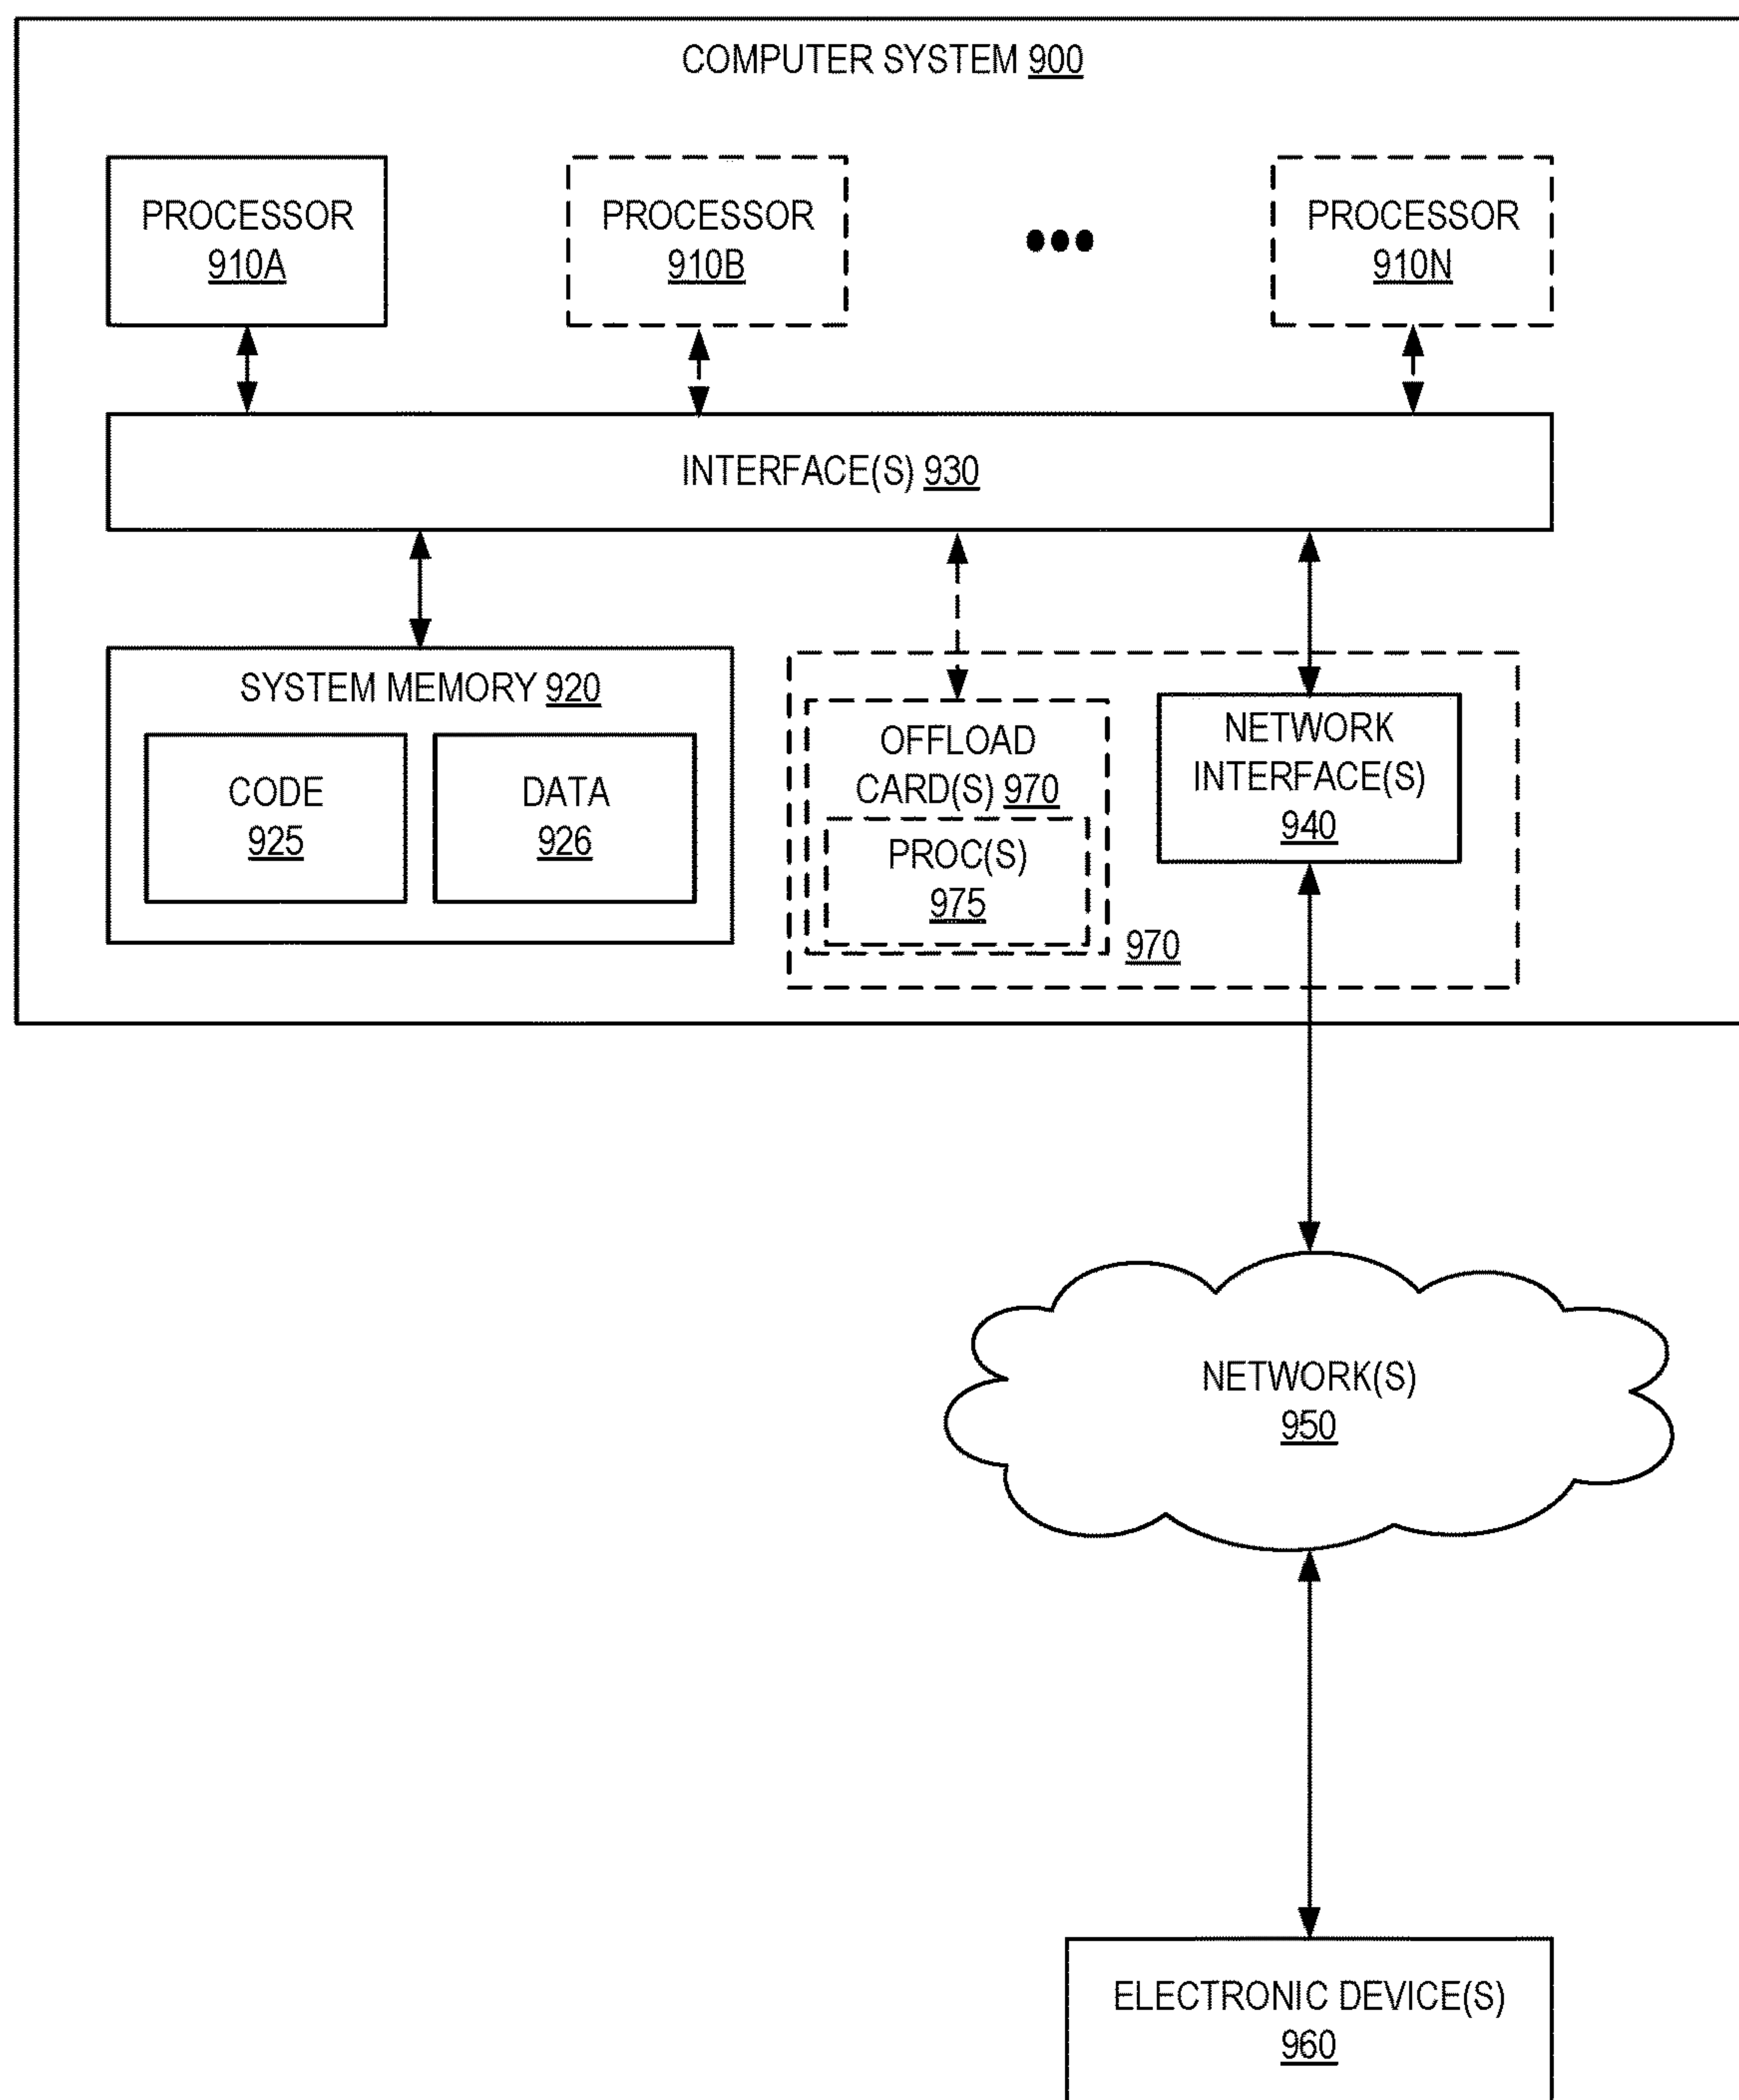 COMPUTER SYSTEM 900
PROCESSOR
910A
PROCESSOR
910B
PROCESSOR
910N
INTERFACE(S) 930
SYSTEM MEMORY 920
CODE
925
DATA
926
OFFLOAD
CARD(S) 970
PROC(S)
975
970
NETWORK
INTERFACE(S)
940
NETWORK(S)
950
ELECTRONIC DEVICE(S)
960